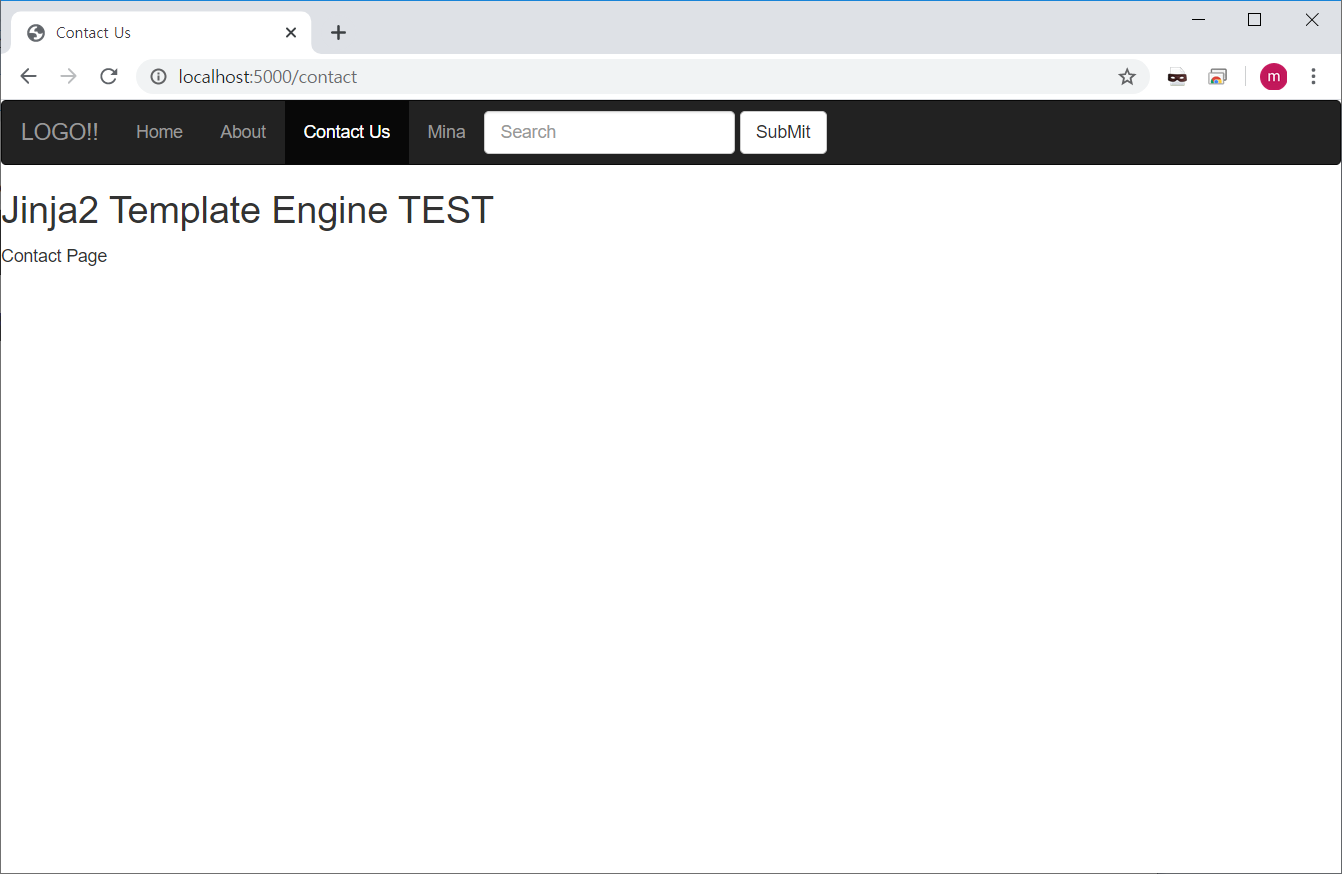 Contact Us
localhost:5000/contact
m
LOGO!! Home About Contact Us Mina Search SubMit
Jinja2 Template Engine TEST
Contact Page